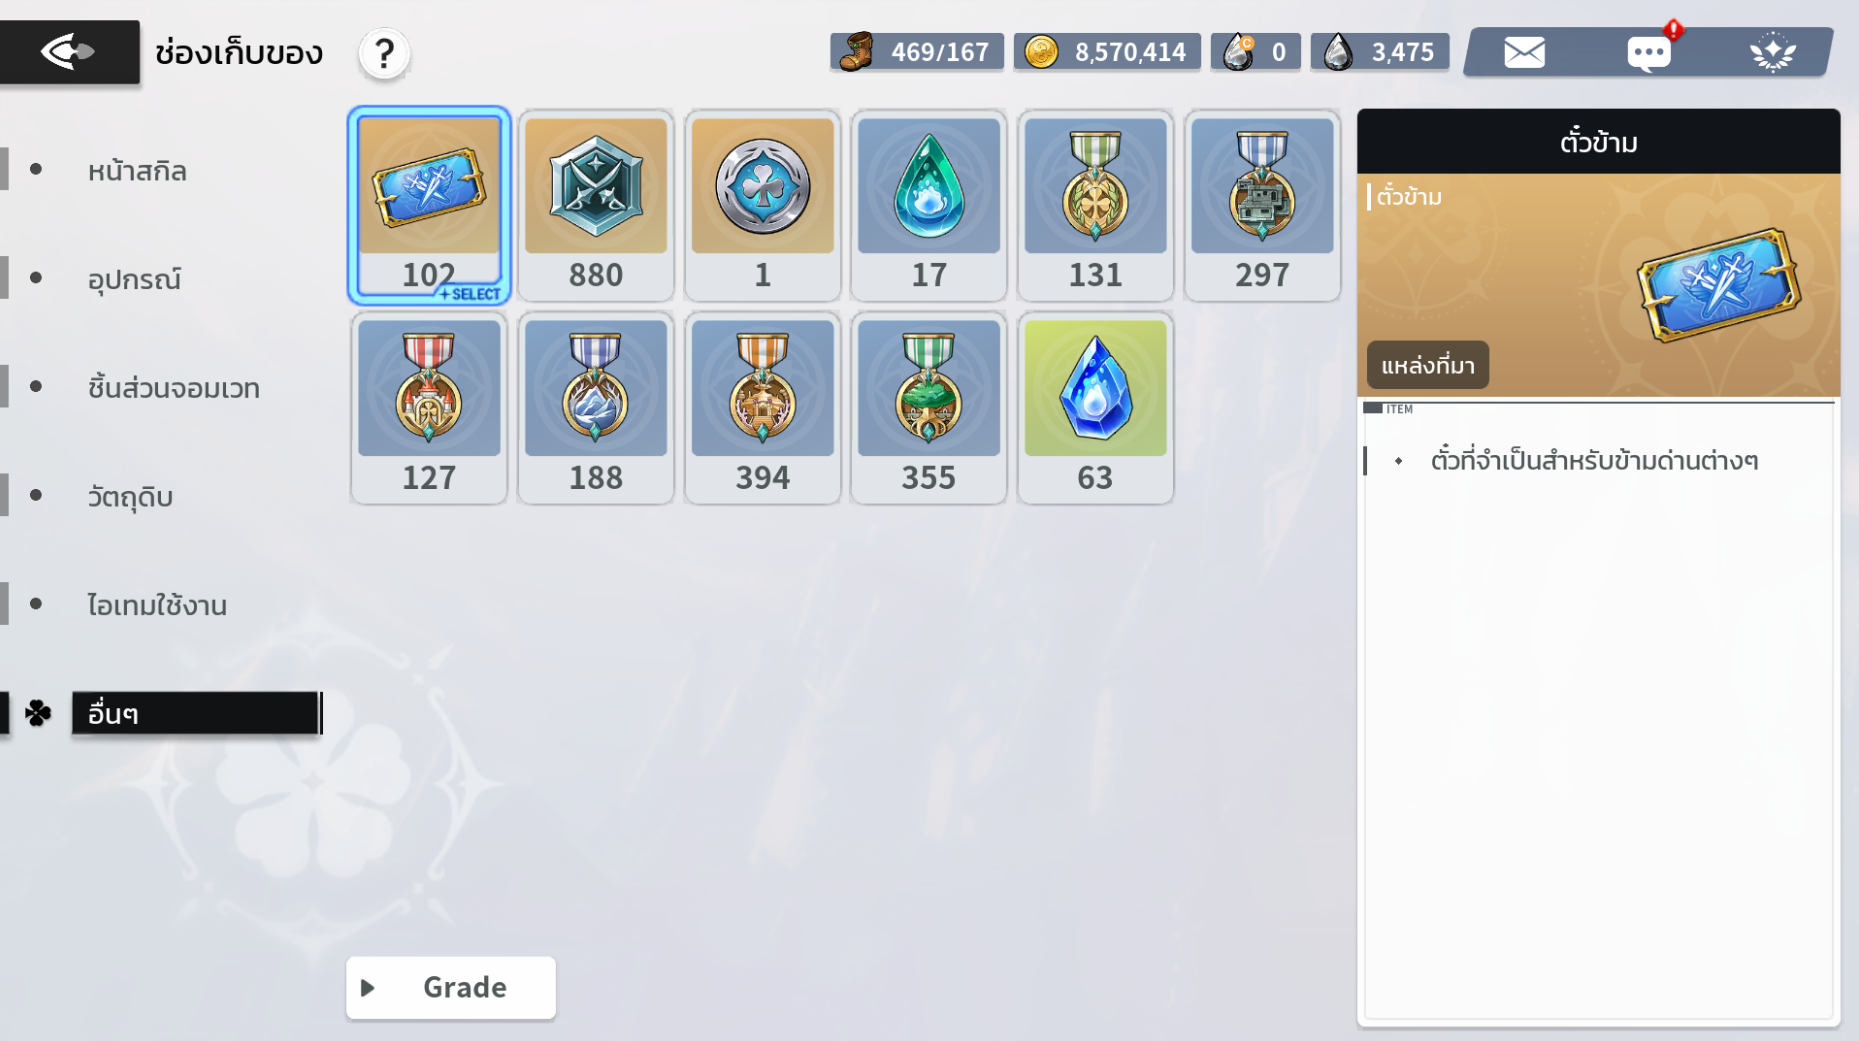 ช่องเก็บของ
?
469/167
8,570,414
0
3,475
หน้าสกิล
อุปกรณ์
ชิ้นส่วนจอมเวท
วัตถุดิบ
ไอเทมใช้งาน
อื่นๆ
102
SELECT
880
1
17
131
297
127
188
394
355
63
Grade
ตั๋วข้าม
ตั๋วข้าม
แหล่งที่มา
ITEM
ตั๋วที่จำเป็นสำหรับข้ามด่านต่างๆ